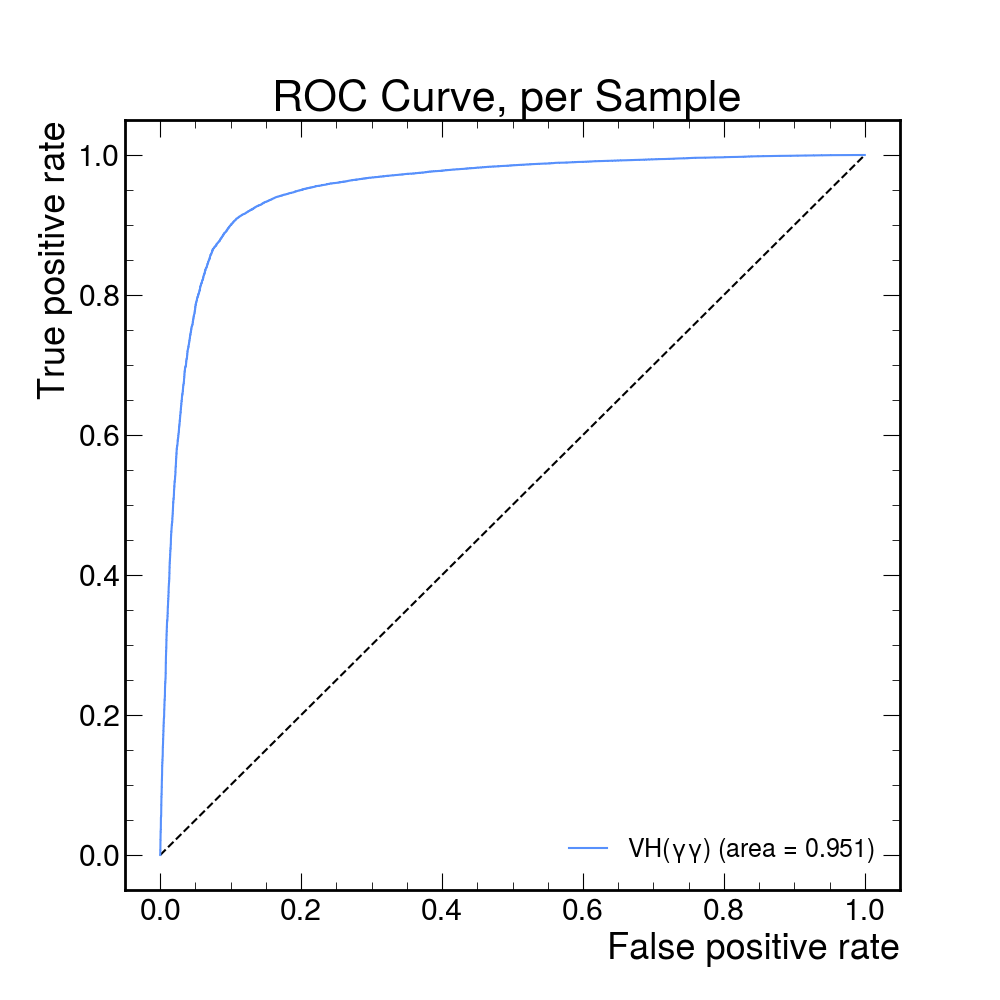 ROC Curve, per Sample
True positive rate
1.0
0.8
0.6
0.4
0.2
0.0
VH(γγ) (area = 0.951)
0.0 0.2 0.4 0.6 0.8 1.0
False positive rate